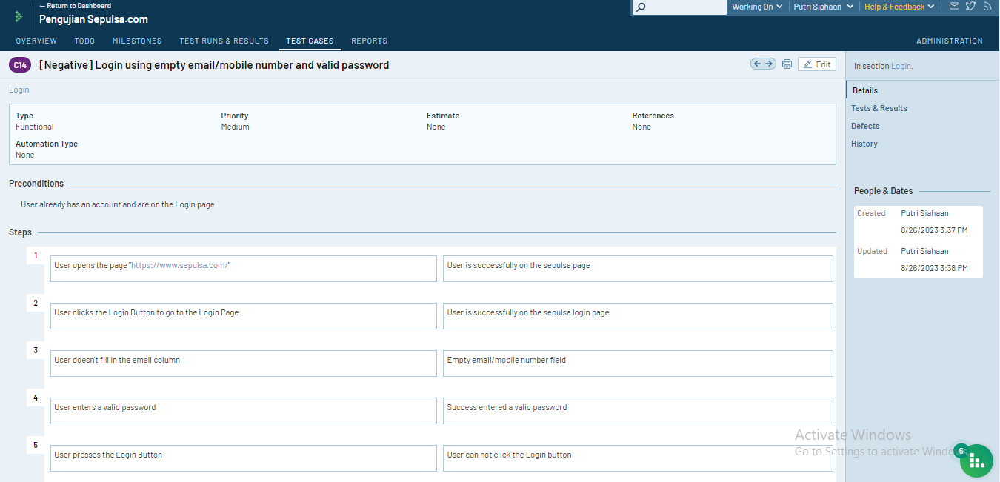 ← Return to Dashboard
Pengujian Sepulsa.com
Working On
Putri Siahaan
Help & Feedback
OVERVIEW TODO MILESTONES TEST RUNS & RESULTS TEST CASES REPORTS ADMINISTRATION
C14 [Negative] Login using empty email/mobile number and valid password
Edit
Login
Type Priority Estimate References
Functional Medium None None
Automation Type
None
Preconditions
User already has an account and are on the Login page
Steps
1
User opens the page "https://www.sepulsa.com/" User is successfully on the sepulsa page
2
User clicks the Login Button to go to the Login Page User is successfully on the sepulsa login page
3
User doesn't fill in the email column Empty email/mobile number field
4
User enters a valid password Success entered a valid password
5
User presses the Login Button User can not click the Login button
In section Login.
Details
Tests & Results
Defects
History
People & Dates
Created Putri Siahaan
8/26/2023 3:37 PM
Updated Putri Siahaan
8/26/2023 3:38 PM
Activate Windows
Go to Settings to activate Windows.
6